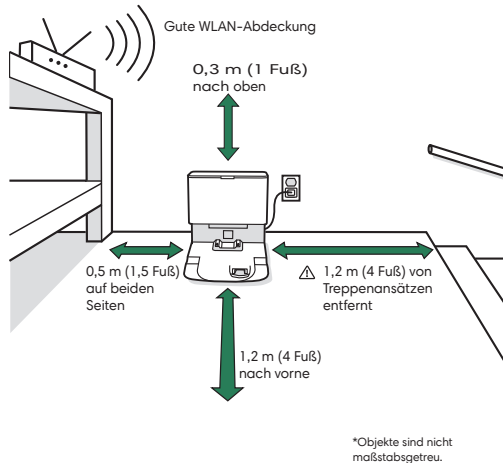 Gute WLAN-Abdeckung
0,3 m (1 Fuß)
nach oben
0,5 m (1,5 Fuß)
auf beiden
Seiten
1,2 m (4 Fuß) von
Treppenansätzen
entfernt
1,2 m (4 Fuß)
nach vorne
*Objekte sind nicht
maßstabsgetreu.